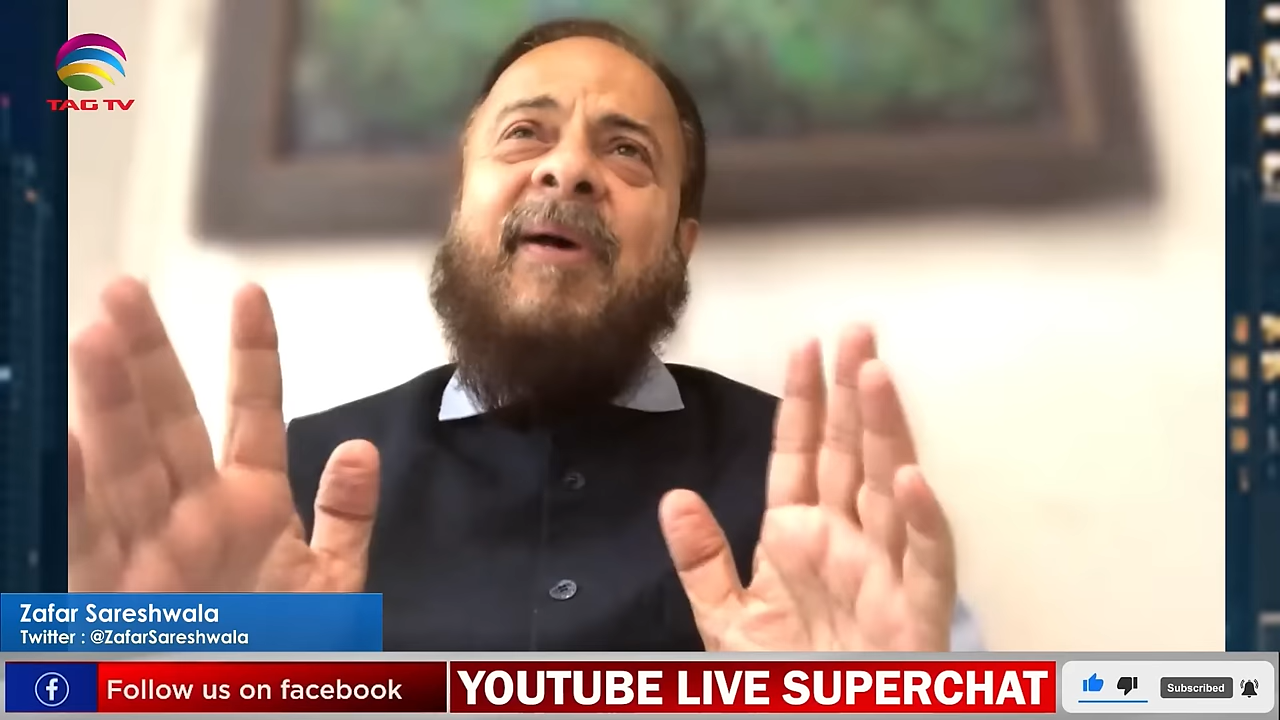 TAG TV
Zafar Sareshwala
Twitter : @ZafarSareshwala
Follow us on facebook
YOUTUBE LIVE SUPERCHAT
Subscribed